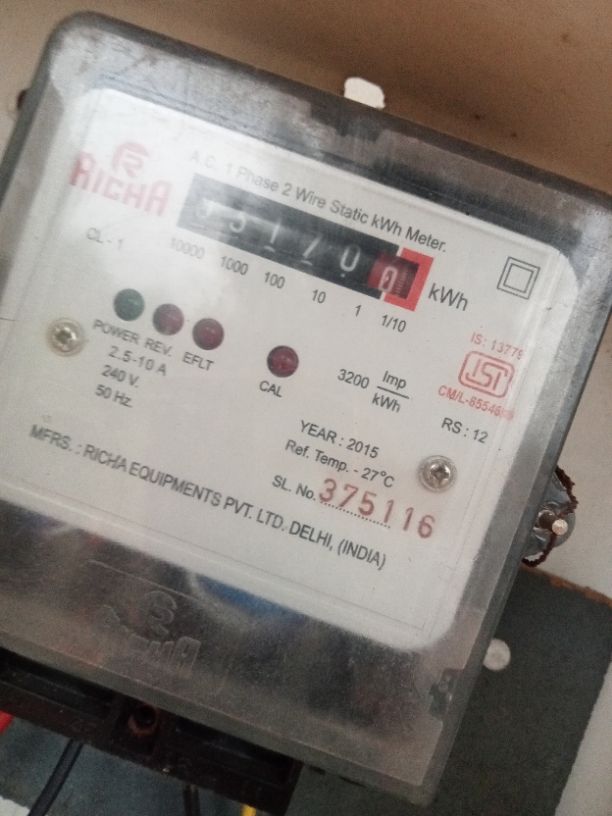 RICHA
A.C. 1 Phase 2 Wire Static kWh Meter.
kWh
CL - 1
10000 1000 100 10 1 1/10
POWER REV. EFLT
CAL
2.5-10 A
240 V.
50 Hz.
3200 Imp/kWh
IS: 13779
ISI
RS : 12
YEAR : 2015
Ref. Temp. - 27°C
SL. No. 375116
MFRS. : RICHA EQUIPMENTS PVT. LTD. DELHI, (INDIA)
RICHA